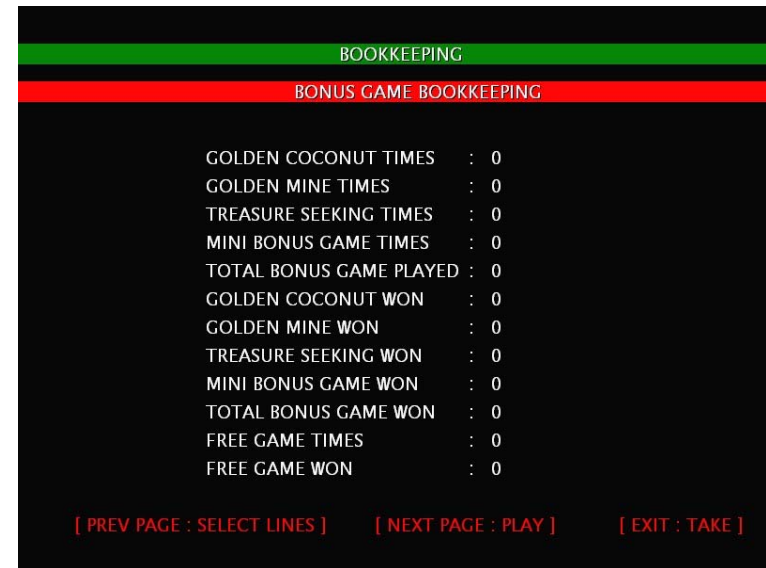 BOOKKEEPING
BONUS GAME BOOKKEEPING
GOLDEN COCONUT TIMES : 0
GOLDEN MINE TIMES : 0
TREASURE SEEKING TIMES : 0
MINI BONUS GAME TIMES : 0
TOTAL BONUS GAME PLAYED : 0
GOLDEN COCONUT WON : 0
GOLDEN MINE WON : 0
TREASURE SEEKING WON : 0
MINI BONUS GAME WON : 0
TOTAL BONUS GAME WON : 0
FREE GAME TIMES : 0
FREE GAME WON : 0
[ PREV PAGE : SELECT LINES ] [ NEXT PAGE : PLAY ] [ EXIT : TAKE ]